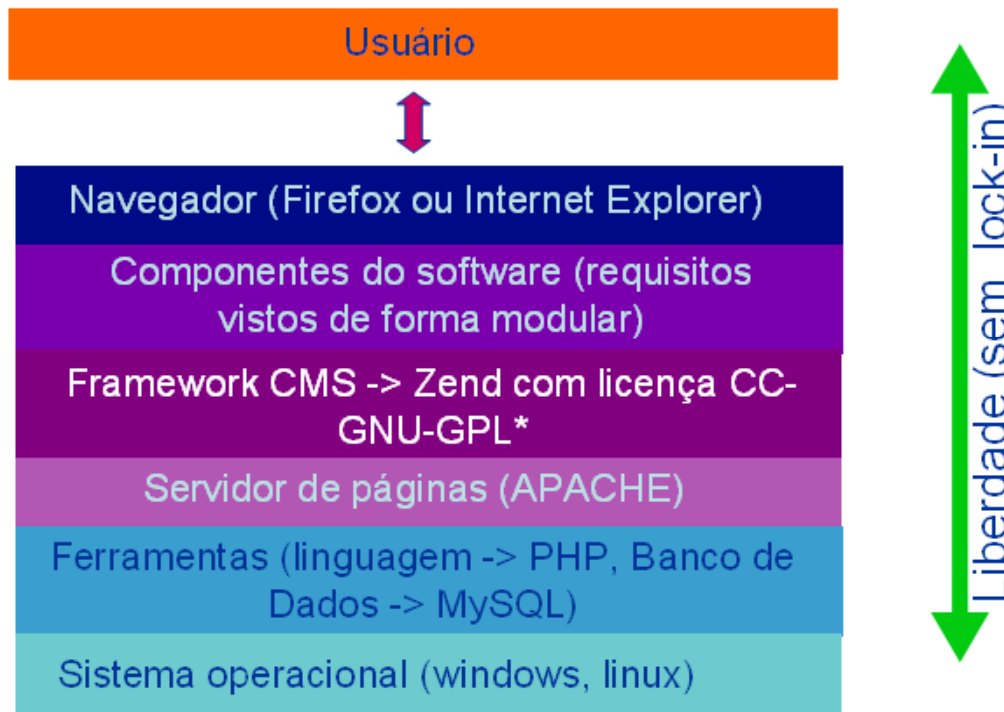 Usuário
Navegador (Firefox ou Internet Explorer)
Componentes do software (requisitos
vistos de forma modular)
Framework CMS -> Zend com licença CC-
GNU-GPL*
Servidor de páginas (APACHE)
Ferramentas (linguagem -> PHP, Banco de
Dados -> MySQL)
Sistema operacional (windows, linux)
Liberdade (sem lock-in)